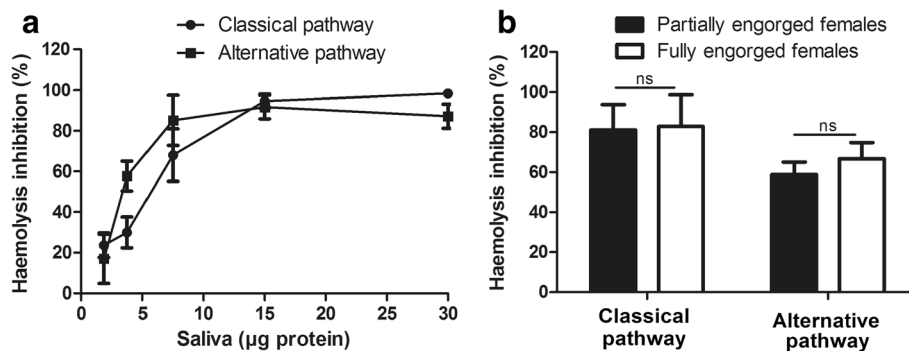 a
Classical pathway
Alternative pathway
Haemolysis inhibition (%)
120
100
80
60
40
20
0
0 5 10 15 20 25 30
Saliva (µg protein)
b
Partially engorged females
Fully engorged females
Haemolysis inhibition (%)
120
100
80
60
40
20
0
ns
ns
Classical
pathway
Alternative
pathway